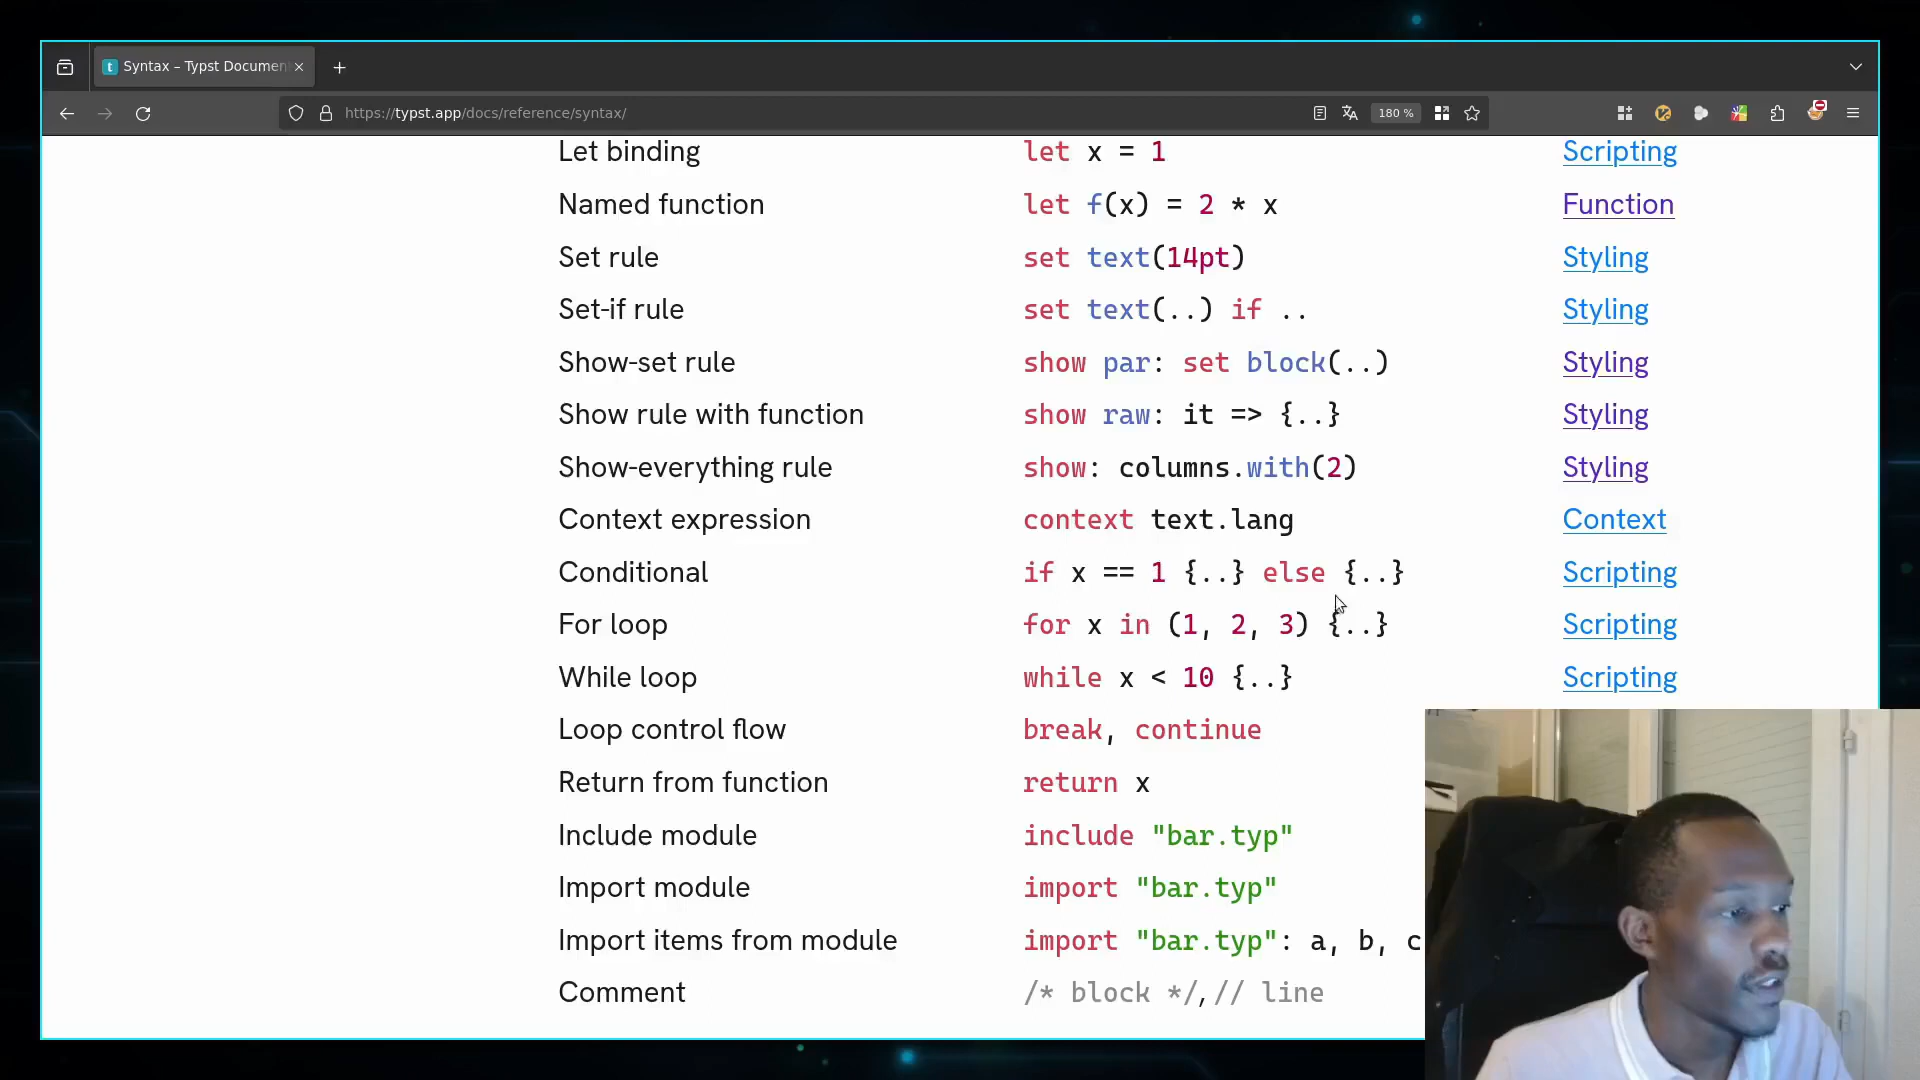 Syntax – Typst Documen
https://typst.app/docs/reference/syntax/
180 %
Let binding let x = 1 Scripting
Named function let f(x) = 2 * x Function
Set rule set text(14pt) Styling
Set-if rule set text(..) if .. Styling
Show-set rule show par: set block(..) Styling
Show rule with function show raw: it => {..} Styling
Show-everything rule show: columns.with(2) Styling
Context expression context text.lang Context
Conditional if x == 1 {..} else {..} Scripting
For loop for x in (1, 2, 3) {..} Scripting
While loop while x < 10 {..} Scripting
Loop control flow break, continue
Return from function return x
Include module include "bar.typ"
Import module import "bar.typ"
Import items from module import "bar.typ": a, b, c
Comment /* block */, // line